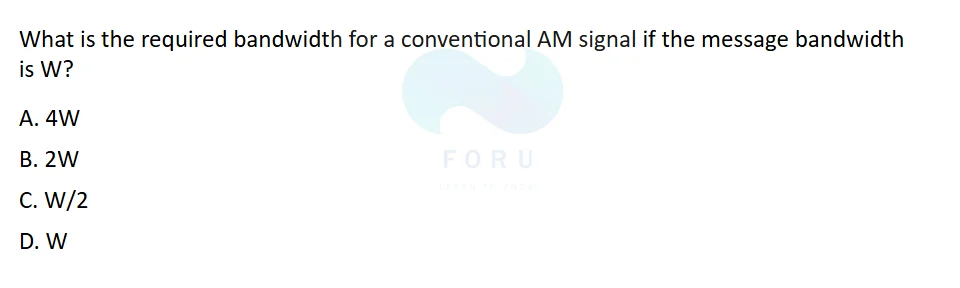 What is the required bandwidth for a conventional AM signal if the message bandwidth
is W?
A. 4W
B. 2W
FORU
C. W/2
D. W